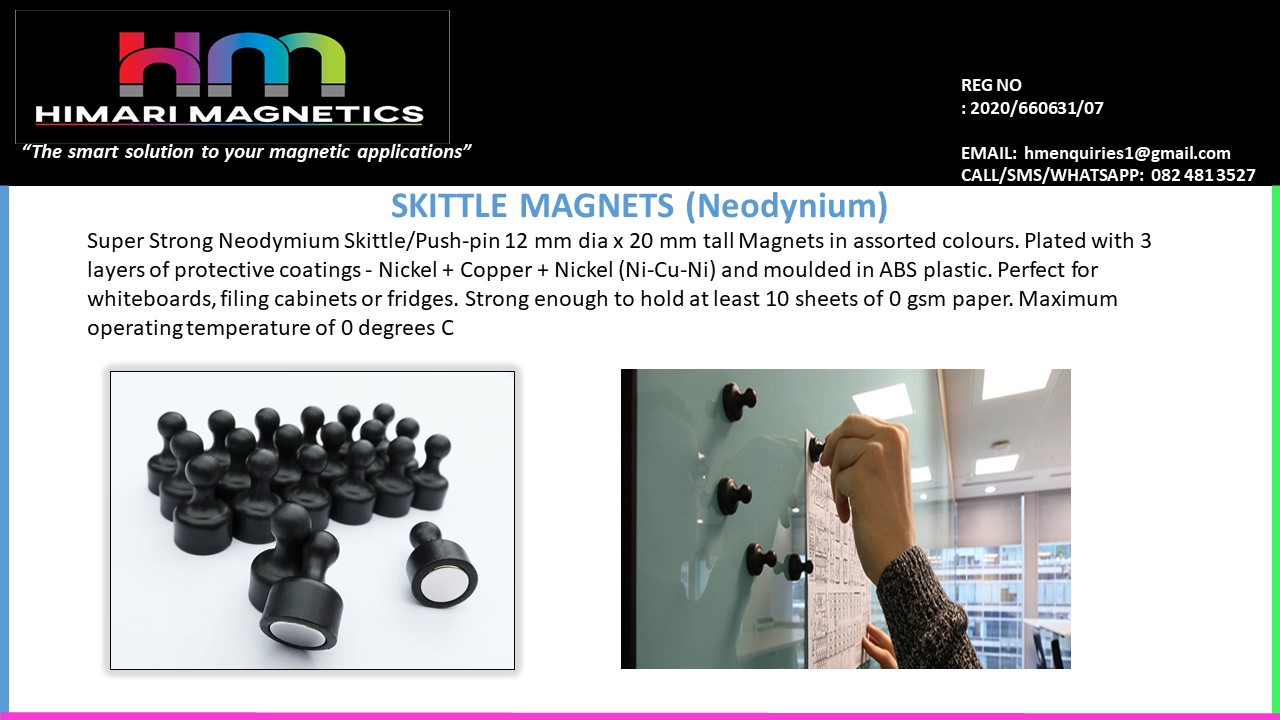 HM
HIMARI MAGNETICS
“The smart solution to your magnetic applications”
REG NO
: 2020/660631/07
EMAIL: hmenquiries1@gmail.com
CALL/SMS/WHATSAPP: 082 481 3527
SKITTLE MAGNETS (Neodynium)
Super Strong Neodymium Skittle/Push-pin 12 mm dia x 20 mm tall Magnets in assorted colours. Plated with 3
layers of protective coatings - Nickel + Copper + Nickel (Ni-Cu-Ni) and moulded in ABS plastic. Perfect for
whiteboards, filing cabinets or fridges. Strong enough to hold at least 10 sheets of 0 gsm paper. Maximum
operating temperature of 0 degrees C